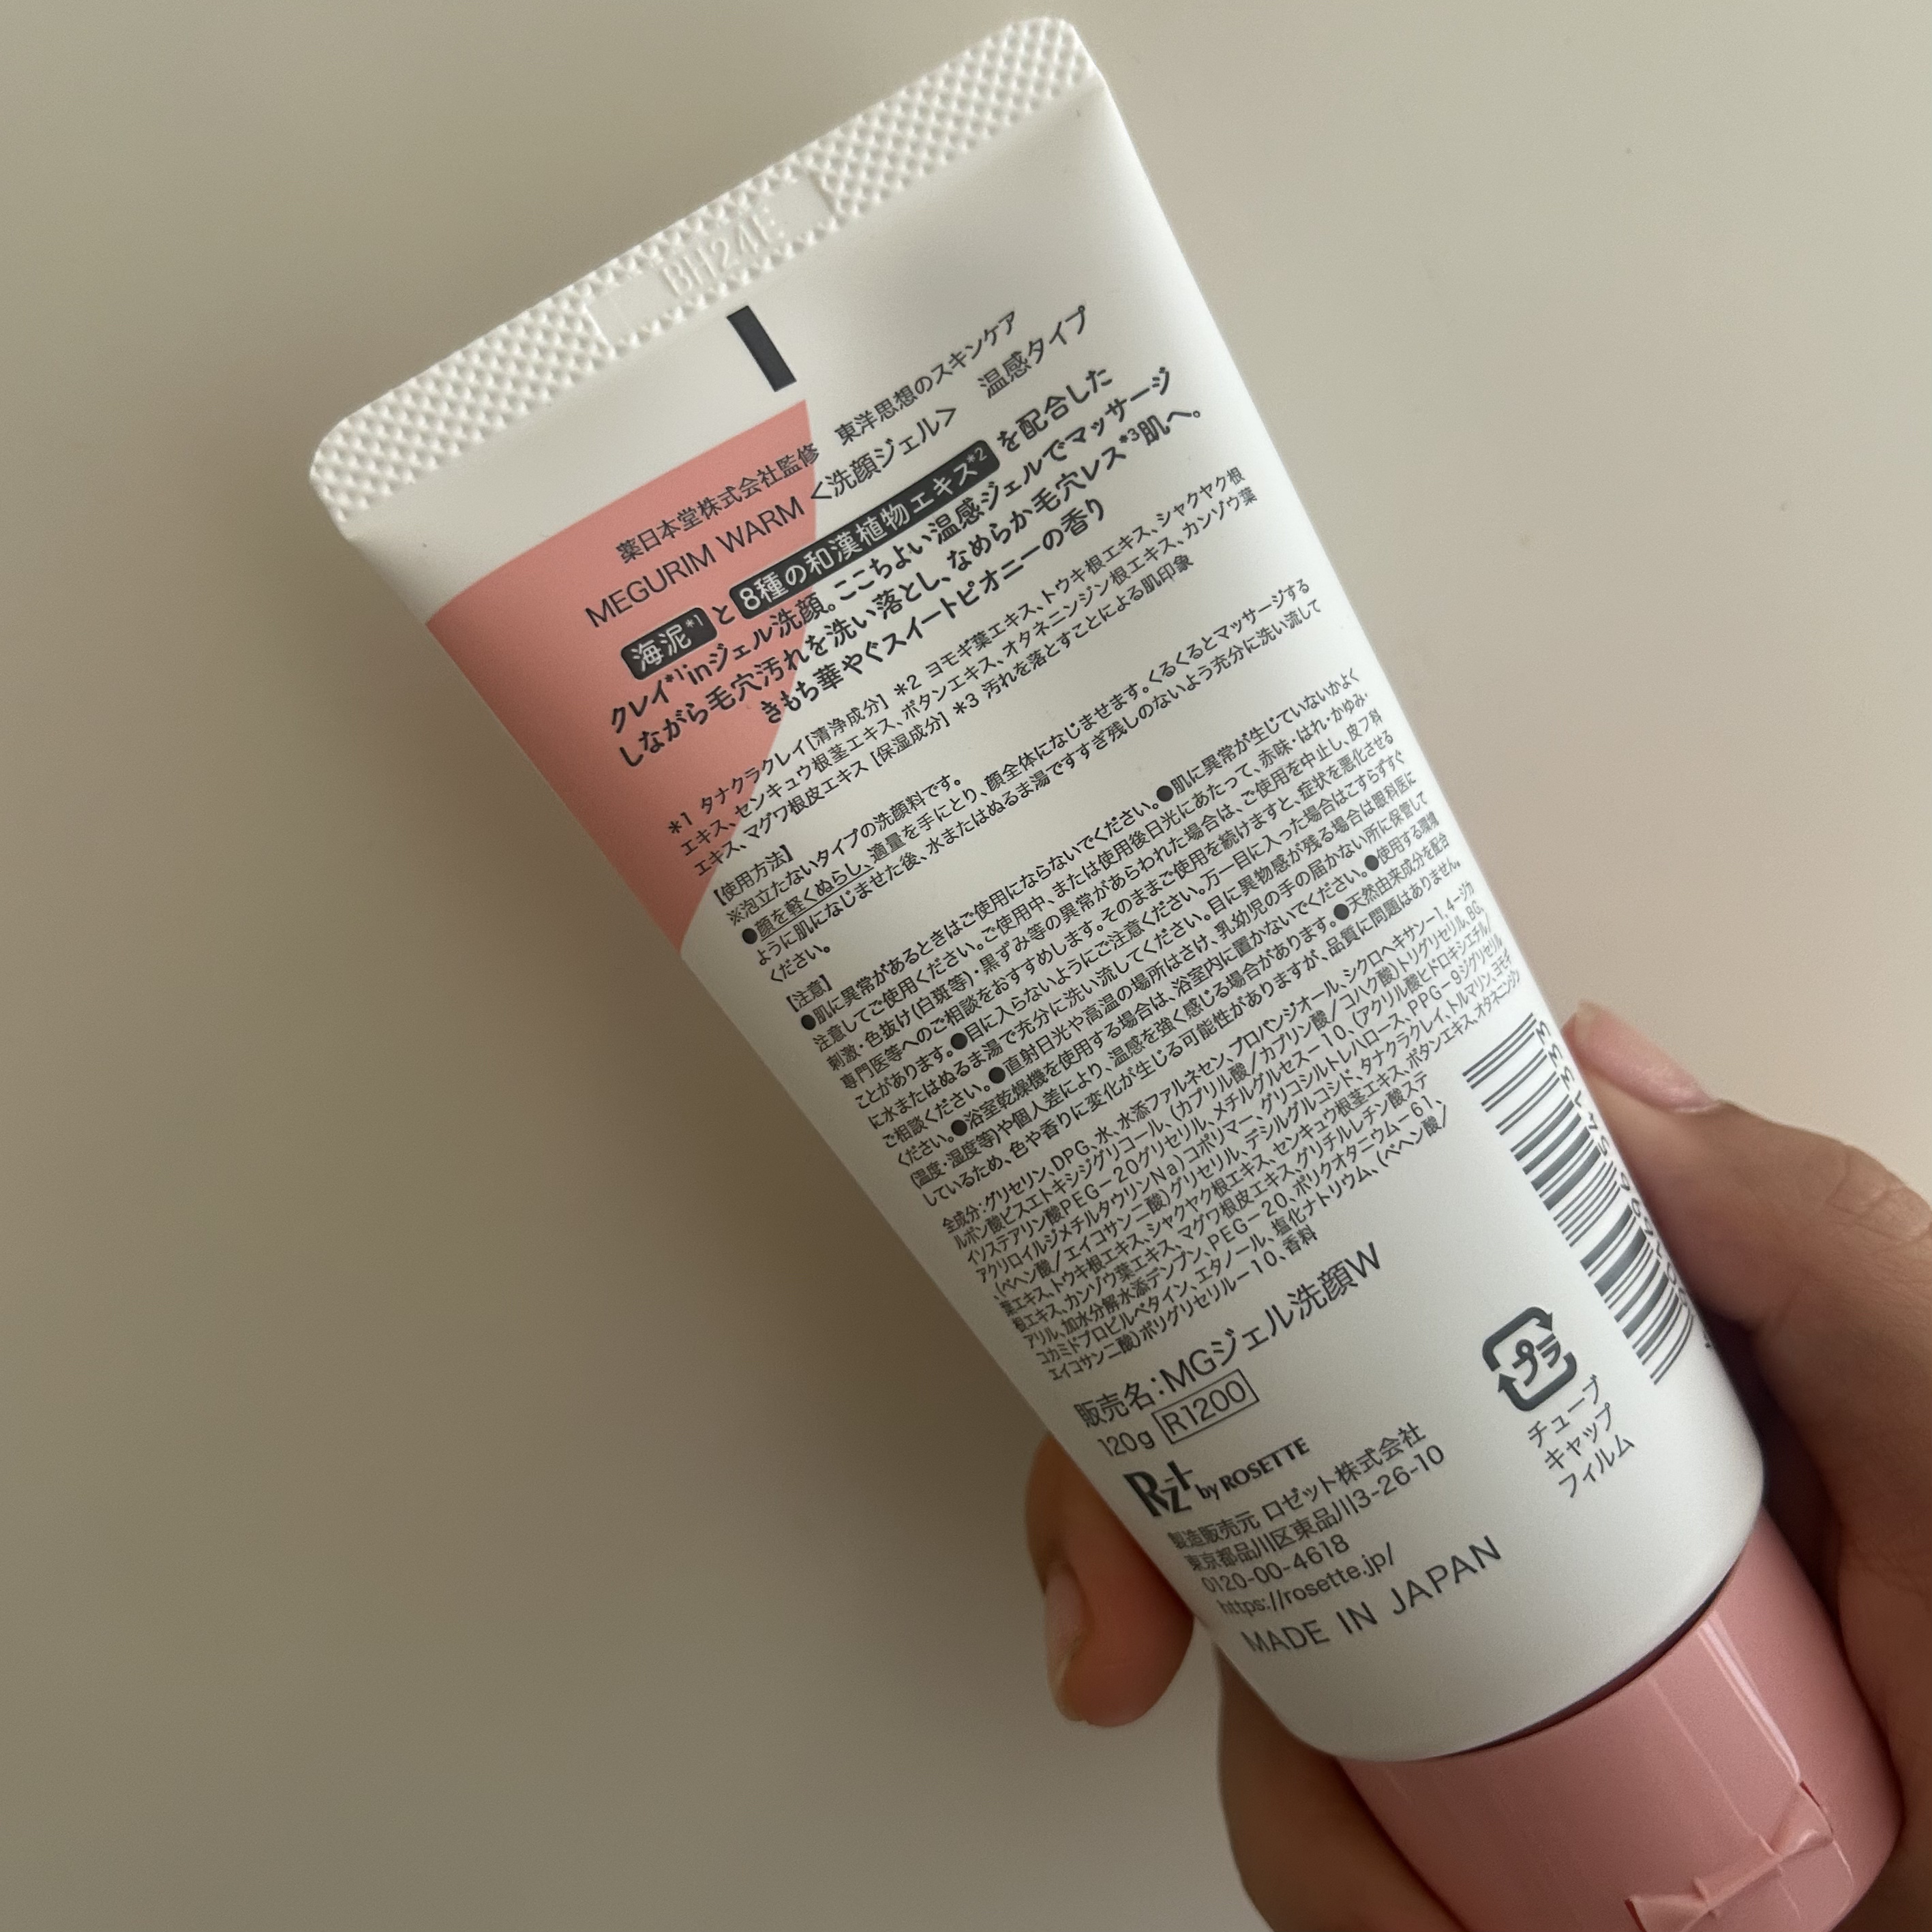 BH24E
薬日本堂株式会社監修　東洋思想のスキンケア
MEGURIM WARM <洗顔ジェル>　温感タイプ
海泥*1と8種の和漢植物エキス*2を配合した
クレイ*1inジェル洗顔。ここちよい温感ジェルでマッサージ
しながら毛穴汚れを洗い落とし、なめらか毛穴レス*3肌へ。
きもち華やぐスイートピオニーの香り
*1 タナクラクレイ[清浄成分] *2 ヨモギ葉エキス、トウキ根エキス、シャクヤク根
エキス、センキュウ根茎エキス、ボタンエキス、オタネニンジン根エキス、カンゾウ葉
エキス、マグワ根皮エキス [保湿成分] *3 汚れを落とすことによる肌印象
【使用方法】
※泡立たないタイプの洗顔料です。
●顔を軽くぬらし、適量を手にとり、顔全体になじませます。くるくるとマッサージする
ように肌になじませた後、水またはぬるま湯ですすぎ残しのないよう充分に洗い流して
ください。
【注意】
●肌に異常があるときはご使用にならないでください。●肌に異常が生じていないかよく
注意してご使用ください。ご使用中、または使用後日光にあたって、赤味・はれ・かゆみ・
刺激・色抜け(白斑等)・黒ずみ等の異常があらわれた場合は、ご使用を中止し、皮フ科
専門医等へのご相談をおすすめします。そのままご使用を続けますと、症状を悪化させる
ことがあります。●目に入らないようにご注意ください。万一目に入った場合はこすらずすぐ
に水またはぬるま湯で充分に洗い流してください。目に異物感が残る場合は眼科医に
ご相談ください。●直射日光や高温の場所はさけ、乳幼児の手の届かない所に保管して
ください。●浴室乾燥機を使用する場合は、浴室内に置かないでください。●使用する環境
(温度・湿度等)や個人差により、温感を強く感じる場合があります。●天然由来成分を配合
しているため、色や香りに変化が生じる可能性がありますが、品質に問題はありません。
全成分:グリセリン、DPG、水、水添ファルネセン、プロパンジオール、シクロヘキサン-1,4-ジカ
ルボン酸ビスエトキシジグリコール、(カプリル酸/カプリン酸/コハク酸)トリグリセリル、BG、
イソステアリン酸PEG-20グリセリル、メチルグルセス-10、(アクリル酸ヒドロキシエチル/
アクリロイルジメチルタウリンNa)コポリマー、グリコシルトレハロース、PPG-9ジグリセリル、
(ベヘン酸/エイコサン二酸)グリセリル、デシルグルコシド、タナクラクレイ、トルマリン、ヨモギ
葉エキス、トウキ根エキス、シャクヤク根エキス、センキュウ根茎エキス、ボタンエキス、オタネニンジン
根エキス、カンゾウ葉エキス、マグワ根皮エキス、グリチルレチン酸ステ
アリル、加水分解水添デンプン、PEG-20、ポリクオタニウム-61、
コカミドプロピルベタイン、エタノール、塩化ナトリウム、(ベヘン酸/
エイコサン二酸)ポリグリセリル-10、香料
販売名:MGジェル洗顔W
120g R1200
Rz+ by ROSETTE
製造販売元 ロゼット株式会社
東京都品川区東品川3-26-10
0120-00-4618
https://rosette.jp/
MADE IN JAPAN
プラ
チューブ
キャップ
フィルム